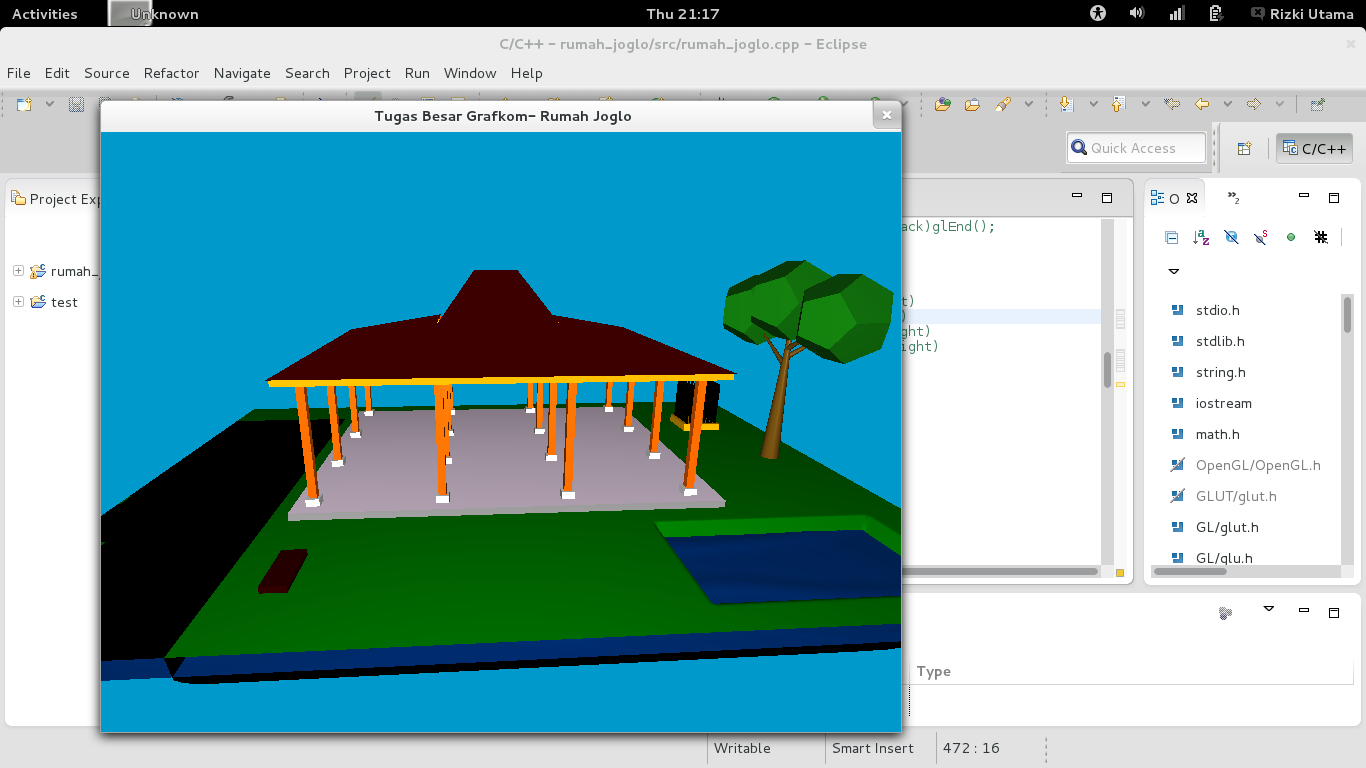 Activities Unknown Thu 21:17 Rizki Utama
C/C++ - rumah_joglo/src/rumah_joglo.cpp - Eclipse
File Edit Source Refactor Navigate Search Project Run Window Help
Tugas Besar Grafkom- Rumah Joglo
Quick Access C/C++
Project Exp
O
2
ack)glEnd();
rumah_
test
t)
)
ght)
ight)
stdio.h
stdlib.h
string.h
iostream
math.h
OpenGL/OpenGL.h
GLUT/glut.h
GL/glut.h
GL/glu.h
Type
Writable Smart Insert 472 : 16